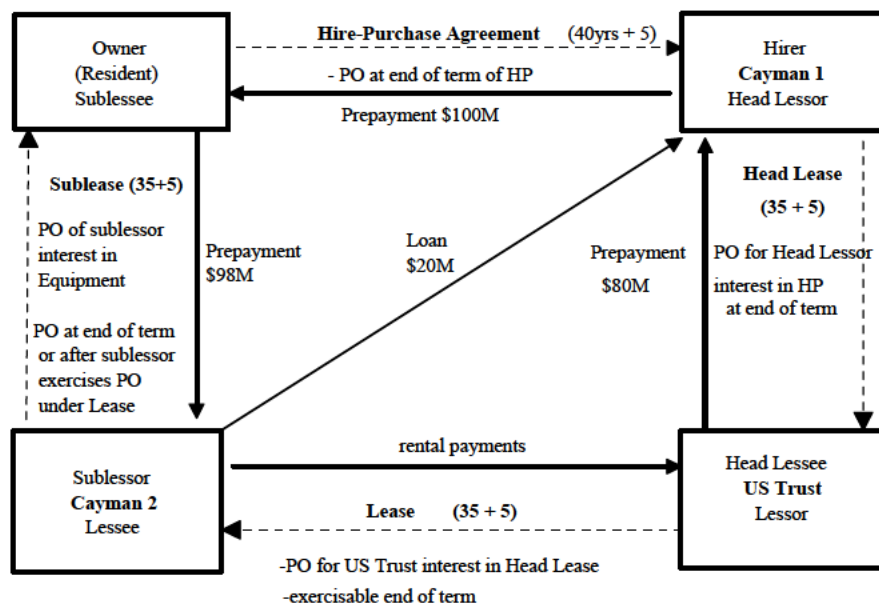 Owner
(Resident)
Sublessee
Hire-Purchase Agreement (40yrs + 5)
- PO at end of term of HP
Prepayment $100M
Hirer
Cayman 1
Head Lessor
Sublease (35+5)
PO of sublessor
interest in
Equipment
PO at end of term
or after sublessor
exercises PO
under Lease
Prepayment
$98M
Loan
$20M
Prepayment
$80M
Head Lease
(35 + 5)
PO for Head Lessor
interest in HP
at end of term
Sublessor
Cayman 2
Lessee
rental payments
Lease (35 + 5)
-PO for US Trust interest in Head Lease
-exercisable end of term
Head Lessee
US Trust
Lessor